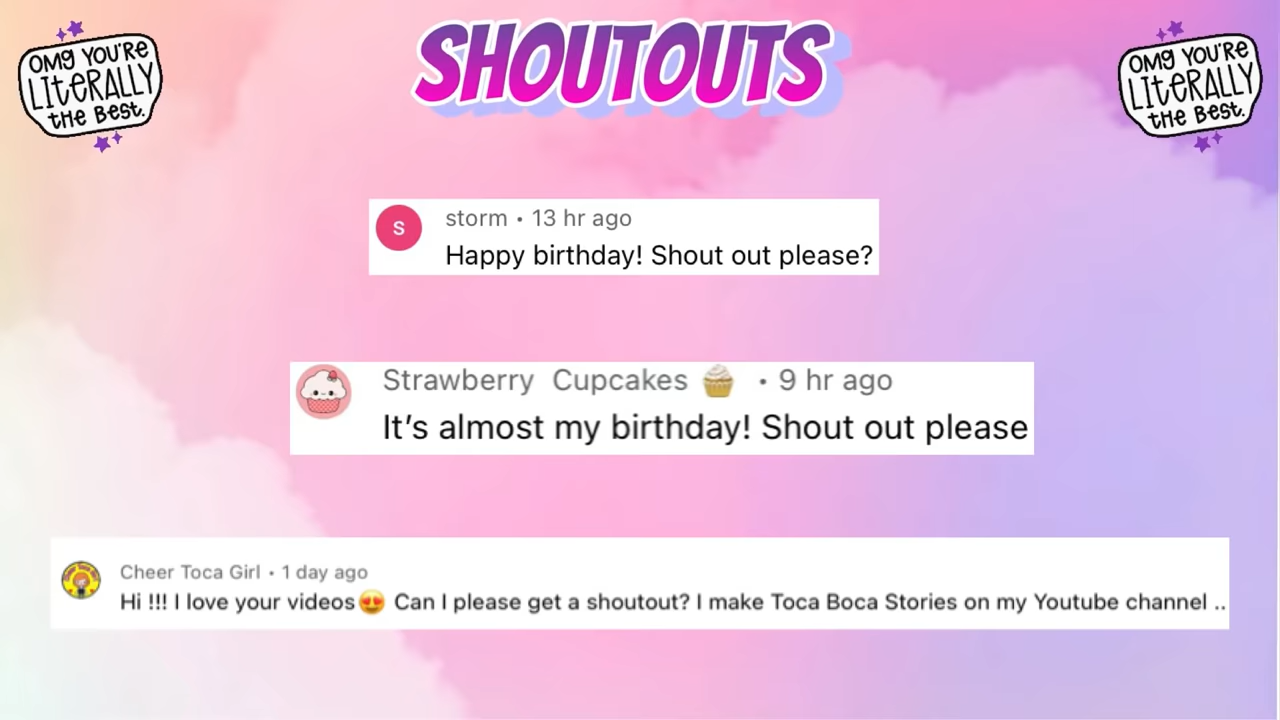 OMG YOU'RE
LITERALLY
THE BEST.
SHOUTOUTS
OMG YOU'RE
LITERALLY
THE BEST.
S
storm • 13 hr ago
Happy birthday! Shout out please?
Strawberry Cupcakes 🧁 • 9 hr ago
It's almost my birthday! Shout out please
Cheer Toca Girl • 1 day ago
Hi !!! I love your videos😍 Can I please get a shoutout? I make Toca Boca Stories on my Youtube channel ..